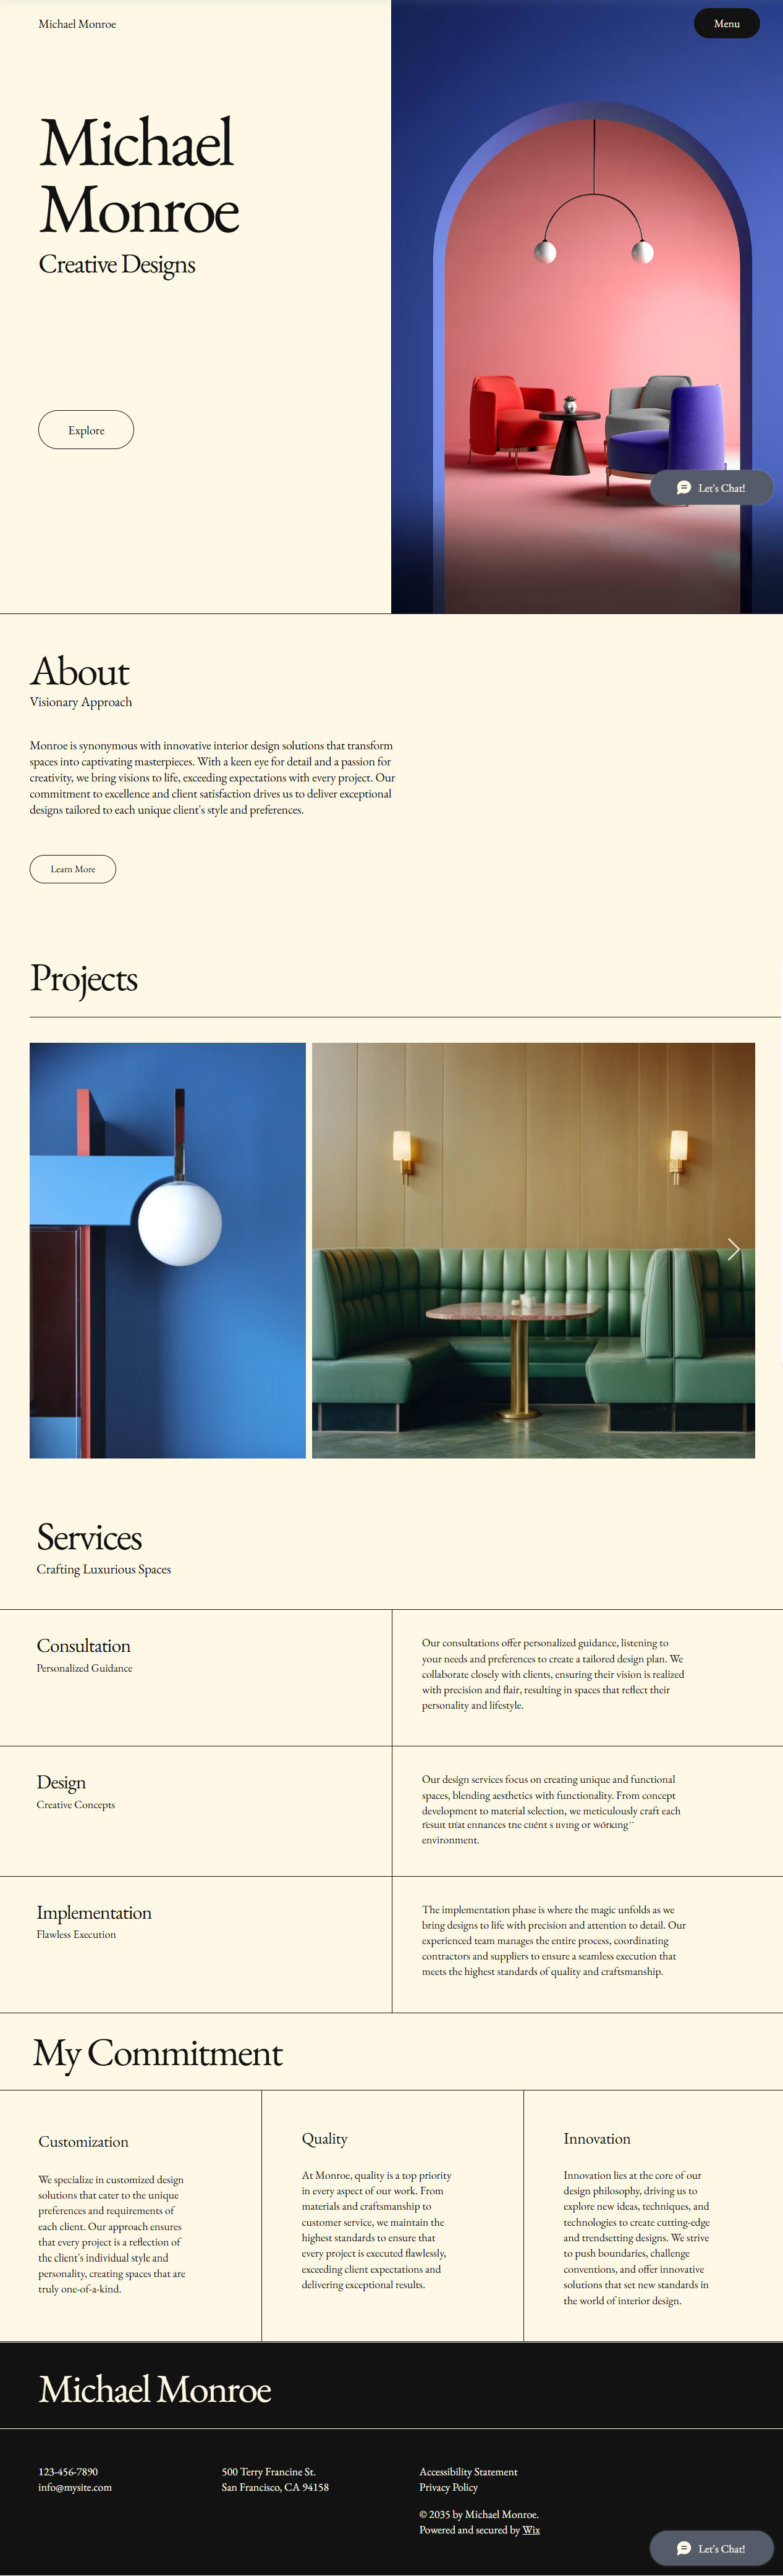 Michael Monroe
Menu
Michael
Monroe
Creative Designs
Explore
Let's Chat!
About
Visionary Approach
Monroe is synonymous with innovative interior design solutions that transform
spaces into captivating masterpieces. With a keen eye for detail and a passion for
creativity, we bring visions to life, exceeding expectations with every project. Our
commitment to excellence and client satisfaction drives us to deliver exceptional
designs tailored to each unique client's style and preferences.
Learn More
Projects
Services
Crafting Luxurious Spaces
Consultation
Personalized Guidance
Our consultations offer personalized guidance, listening to
your needs and preferences to create a tailored design plan. We
collaborate closely with clients, ensuring their vision is realized
with precision and flair, resulting in spaces that reflect their
personality and lifestyle.
Design
Creative Concepts
Our design services focus on creating unique and functional
spaces, blending aesthetics with functionality. From concept
development to material selection, we meticulously craft each
result that enhances the client's living or working
environment.
Implementation
Flawless Execution
The implementation phase is where the magic unfolds as we
bring designs to life with precision and attention to detail. Our
experienced team manages the entire process, coordinating
contractors and suppliers to ensure a seamless execution that
meets the highest standards of quality and craftsmanship.
My Commitment
Customization
We specialize in customized design
solutions that cater to the unique
preferences and requirements of
each client. Our approach ensures
that every project is a reflection of
the client's individual style and
personality, creating spaces that are
truly one-of-a-kind.
Quality
At Monroe, quality is a top priority
in every aspect of our work. From
materials and craftsmanship to
customer service, we maintain the
highest standards to ensure that
every project is executed flawlessly,
exceeding client expectations and
delivering exceptional results.
Innovation
Innovation lies at the core of our
design philosophy, driving us to
explore new ideas, techniques, and
technologies to create cutting-edge
and trendsetting designs. We strive
to push boundaries, challenge
conventions, and offer innovative
solutions that set new standards in
the world of interior design.
Michael Monroe
123-456-7890
info@mysite.com
500 Terry Francine St.
San Francisco, CA 94158
Accessibility Statement
Privacy Policy
© 2035 by Michael Monroe.
Powered and secured by Wix
Let's Chat!